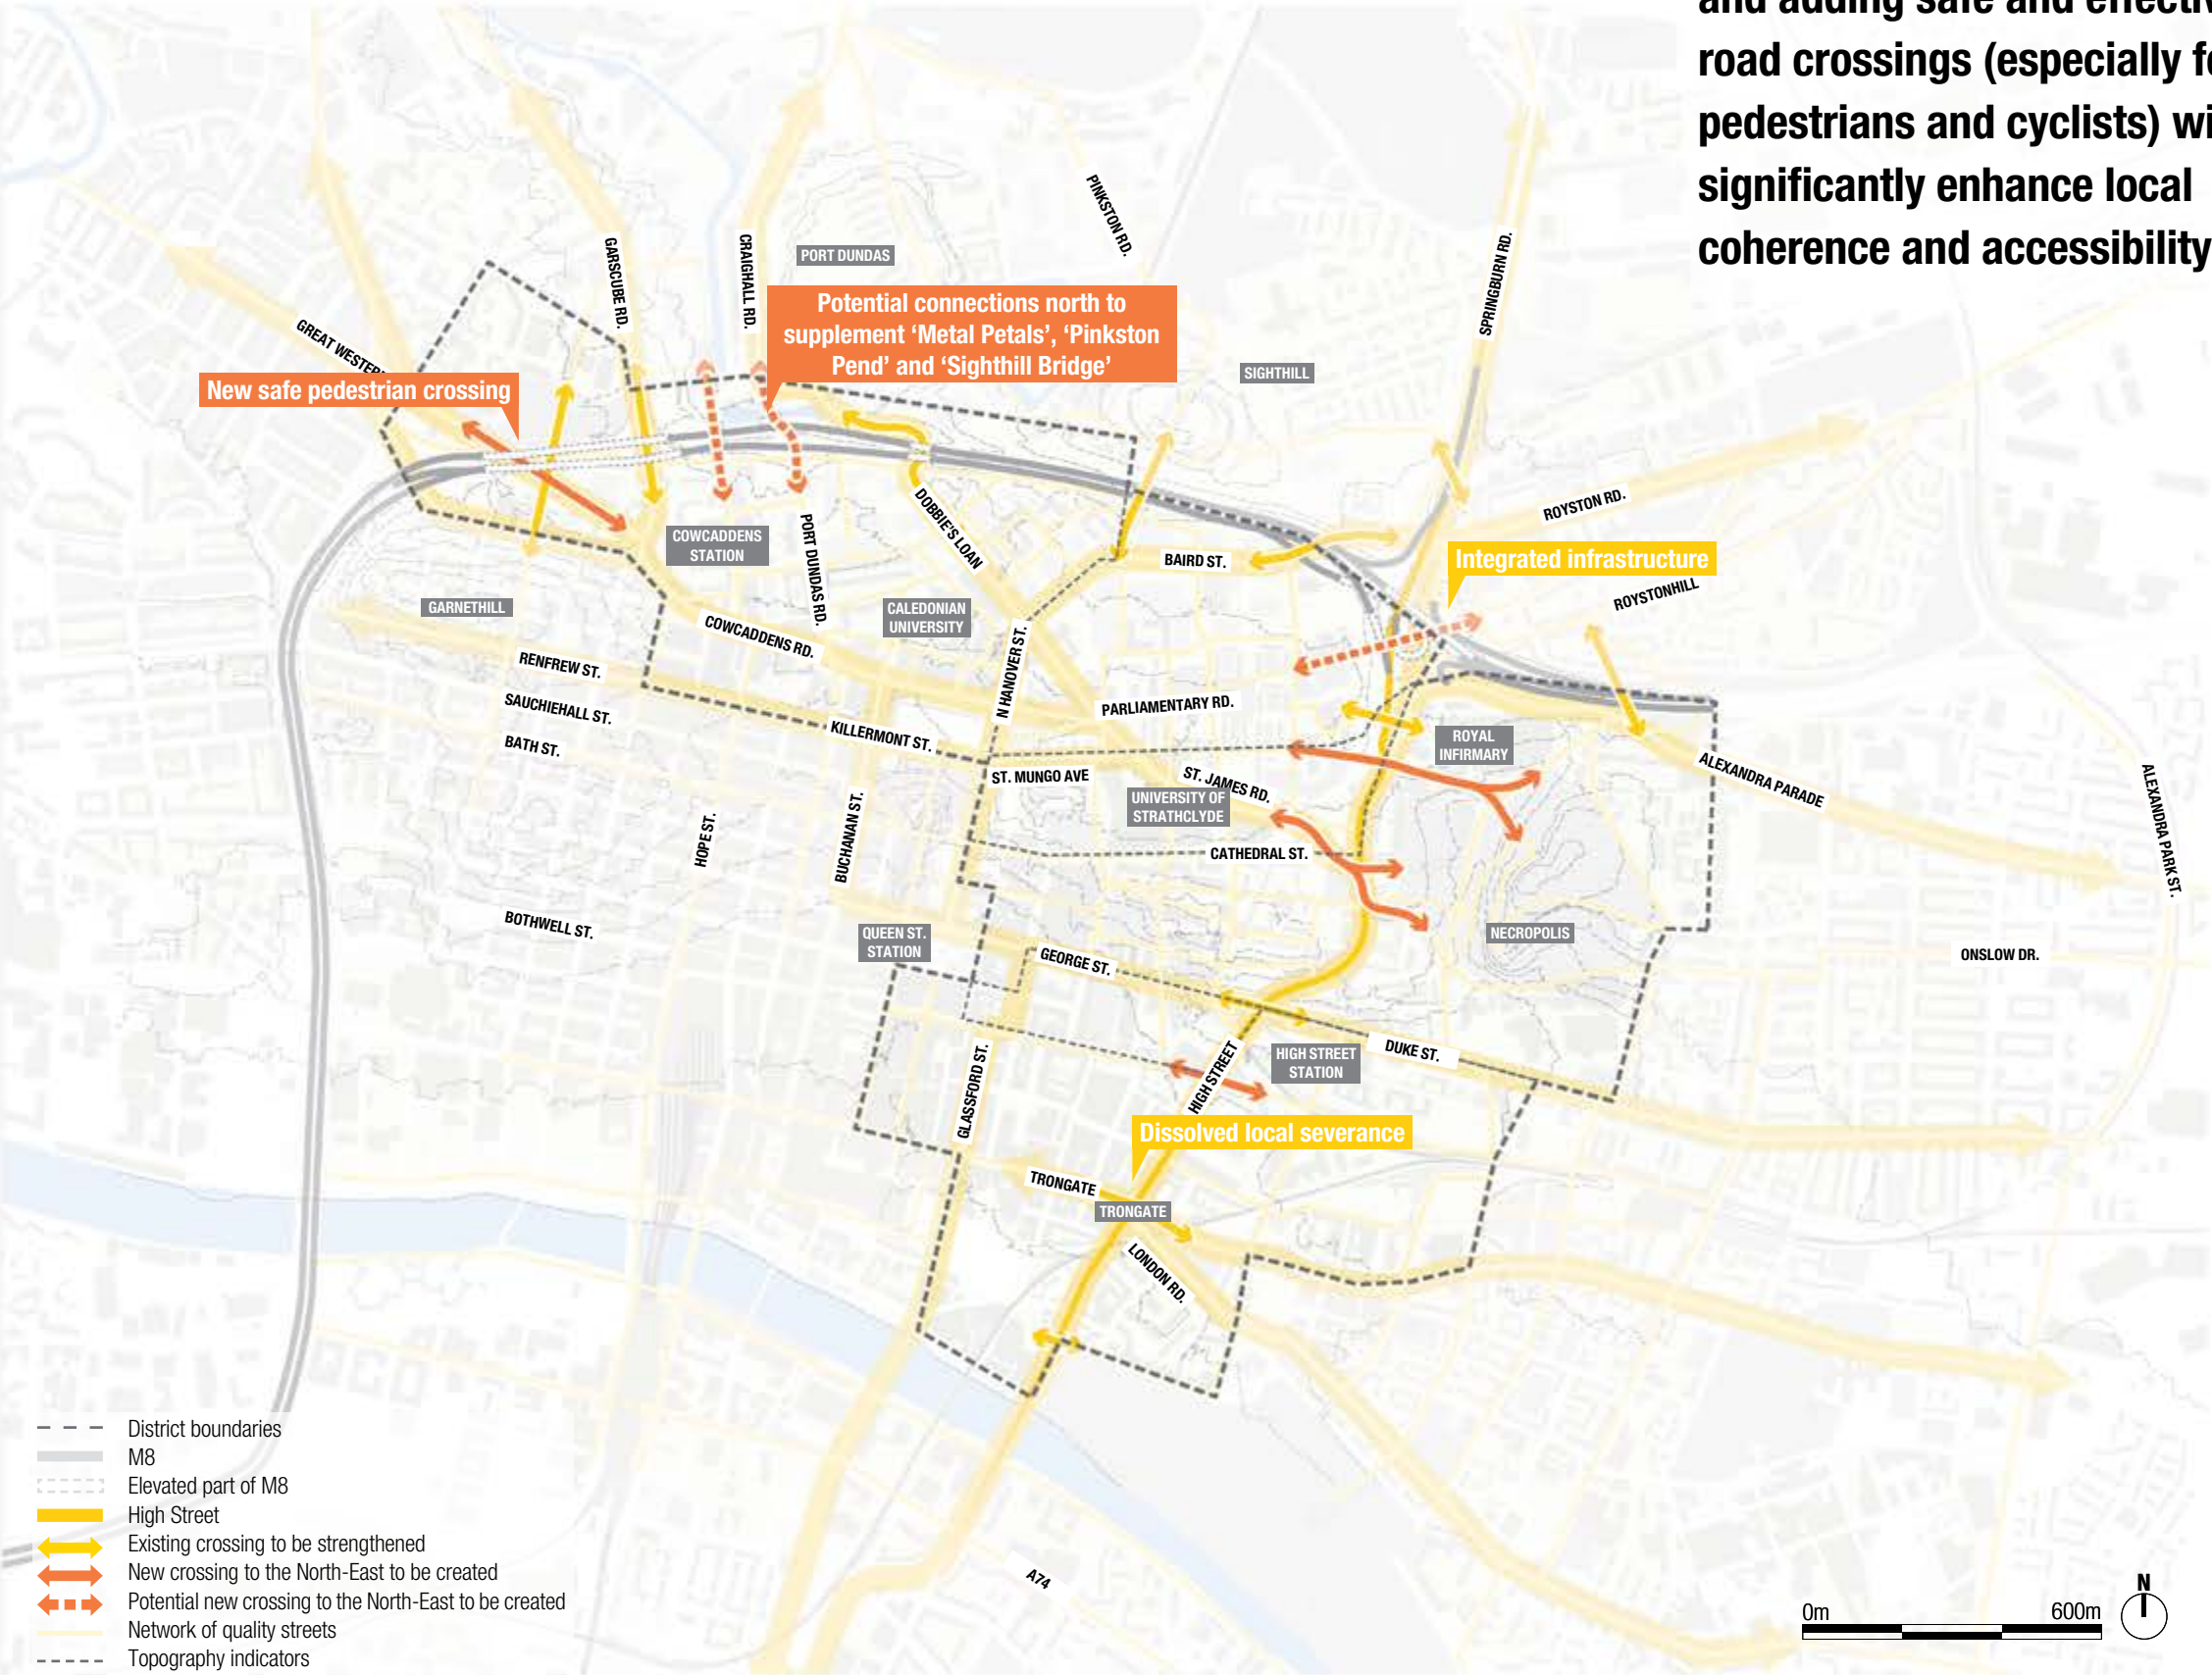 and adding safe and effectiv
road crossings (especially fo
pedestrians and cyclists) wi
significantly enhance local
coherence and accessibility
PINKSTON RD.
GARSCUBE RD.
CRAIGHALL RD.
PORT DUNDAS
SPRINGBURN RD.
Potential connections north to
supplement ‘Metal Petals’, ‘Pinkston
Pend’ and ‘Sighthill Bridge’
GREAT WESTER
New safe pedestrian crossing
SIGHTHILL
ROYSTON RD.
COWCADDENS
STATION
PORT DUNDAS RD.
DOBBIE'S LOAN
BAIRD ST.
Integrated infrastructure
ROYSTONHILL
GARNETHILL
CALEDONIAN
UNIVERSITY
COWCADDENS RD.
RENFREW ST.
N HANOVER ST.
SAUCHIEHALL ST.
PARLIAMENTARY RD.
KILLERMONT ST.
BATH ST.
ROYAL
INFIRMARY
ST. MUNGO AVE
ST. JAMES RD.
UNIVERSITY OF
STRATHCLYDE
ALEXANDRA PARADE
ALEXANDRA PARK ST.
HOPE ST.
BUCHANAN ST.
CATHEDRAL ST.
BOTHWELL ST.
QUEEN ST.
STATION
NECROPOLIS
GEORGE ST.
ONSLOW DR.
GLASSFORD ST.
HIGH STREET
HIGH STREET
STATION
DUKE ST.
Dissolved local severance
TRONGATE
TRONGATE
LONDON RD.
A74
District boundaries
M8
Elevated part of M8
High Street
Existing crossing to be strengthened
New crossing to the North-East to be created
Potential new crossing to the North-East to be created
Network of quality streets
Topography indicators
0m 600m
N